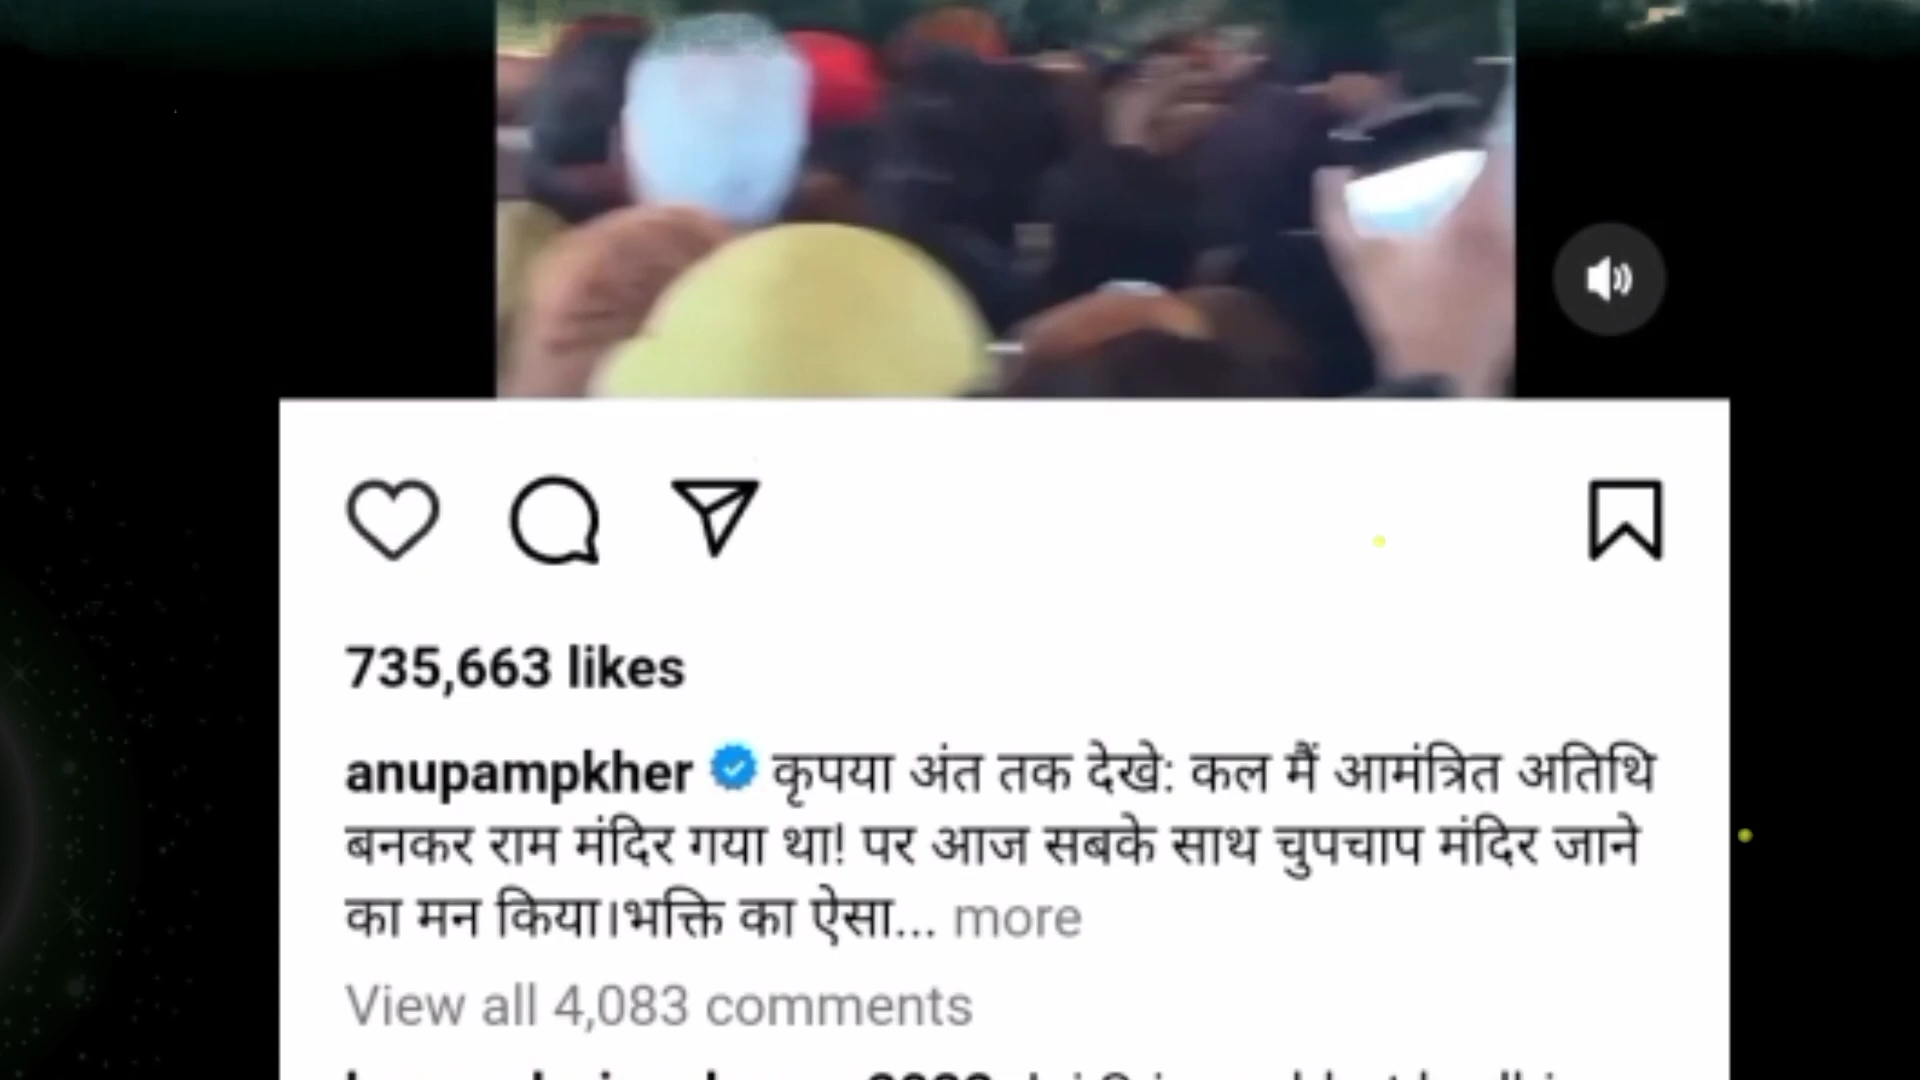 735,663 likes
anupampkher कृपया अंत तक देखे: कल मैं आमंत्रित अतिथि
बनकर राम मंदिर गया था! पर आज सबके साथ चुपचाप मंदिर जाने
का मन किया।भक्ति का ऐसा... more
View all 4,083 comments